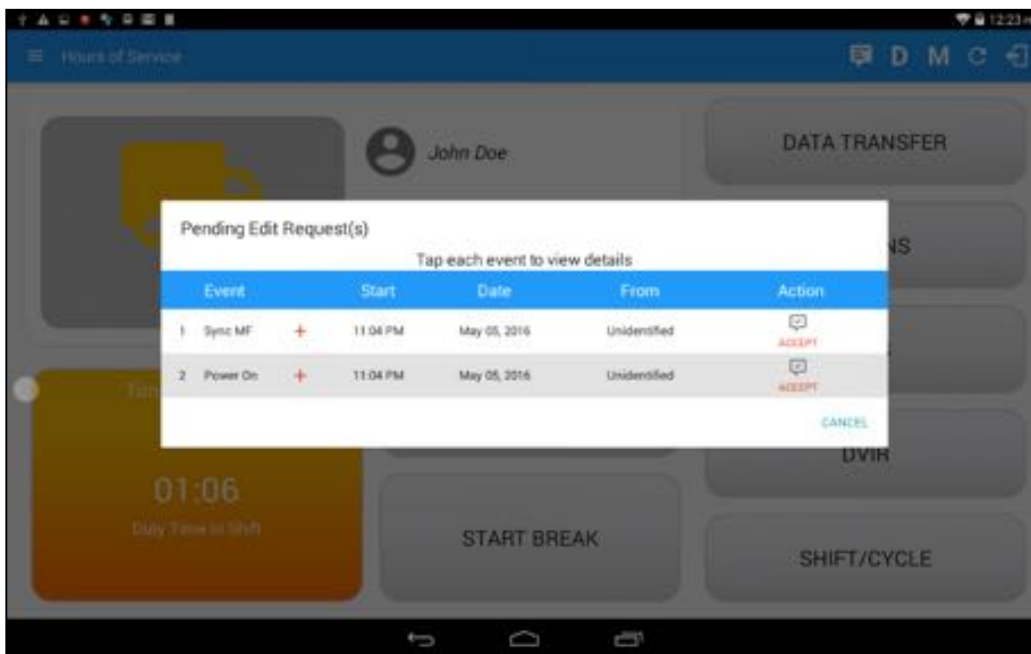 12:23
Hours of Service
D M
John Doe
DATA TRANSFER
Pending Edit Request(s)
Tap each event to view details
Event Start Date From Action
1 Sync MF + 11:04 PM May 05, 2016 Unidentified
ACCEPT
2 Power On + 11:04 PM May 05, 2016 Unidentified
ACCEPT
CANCEL
DVIR
01:06
Duty Time in Shift
START BREAK
SHIFT/CYCLE